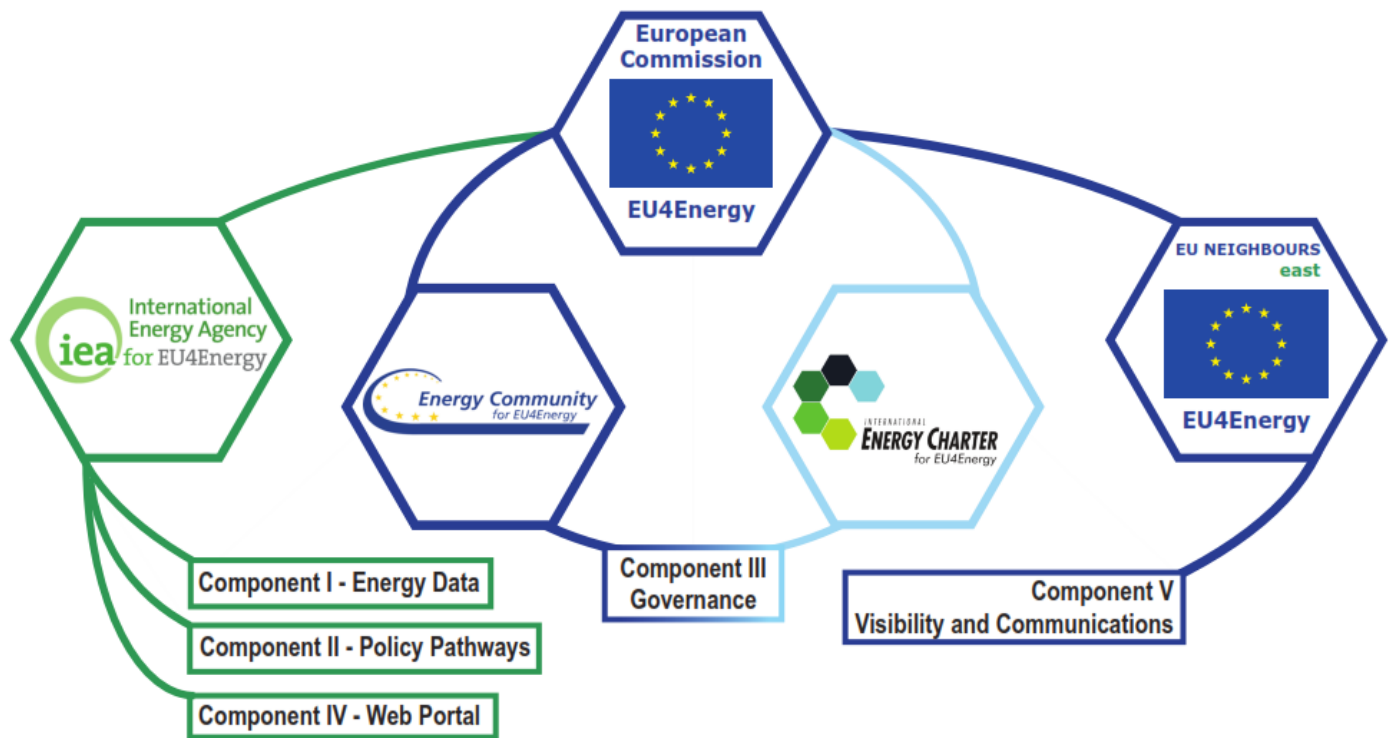 European
Commission
EU4Energy
International
Energy Agency
iea for EU4Energy
Energy Community
for EU4Energy
INTERNATIONAL
ENERGY CHARTER
for EU4Energy
EU NEIGHBOURS
east
EU4Energy
Component I - Energy Data
Component II - Policy Pathways
Component IV - Web Portal
Component III
Governance
Component V
Visibility and Communications